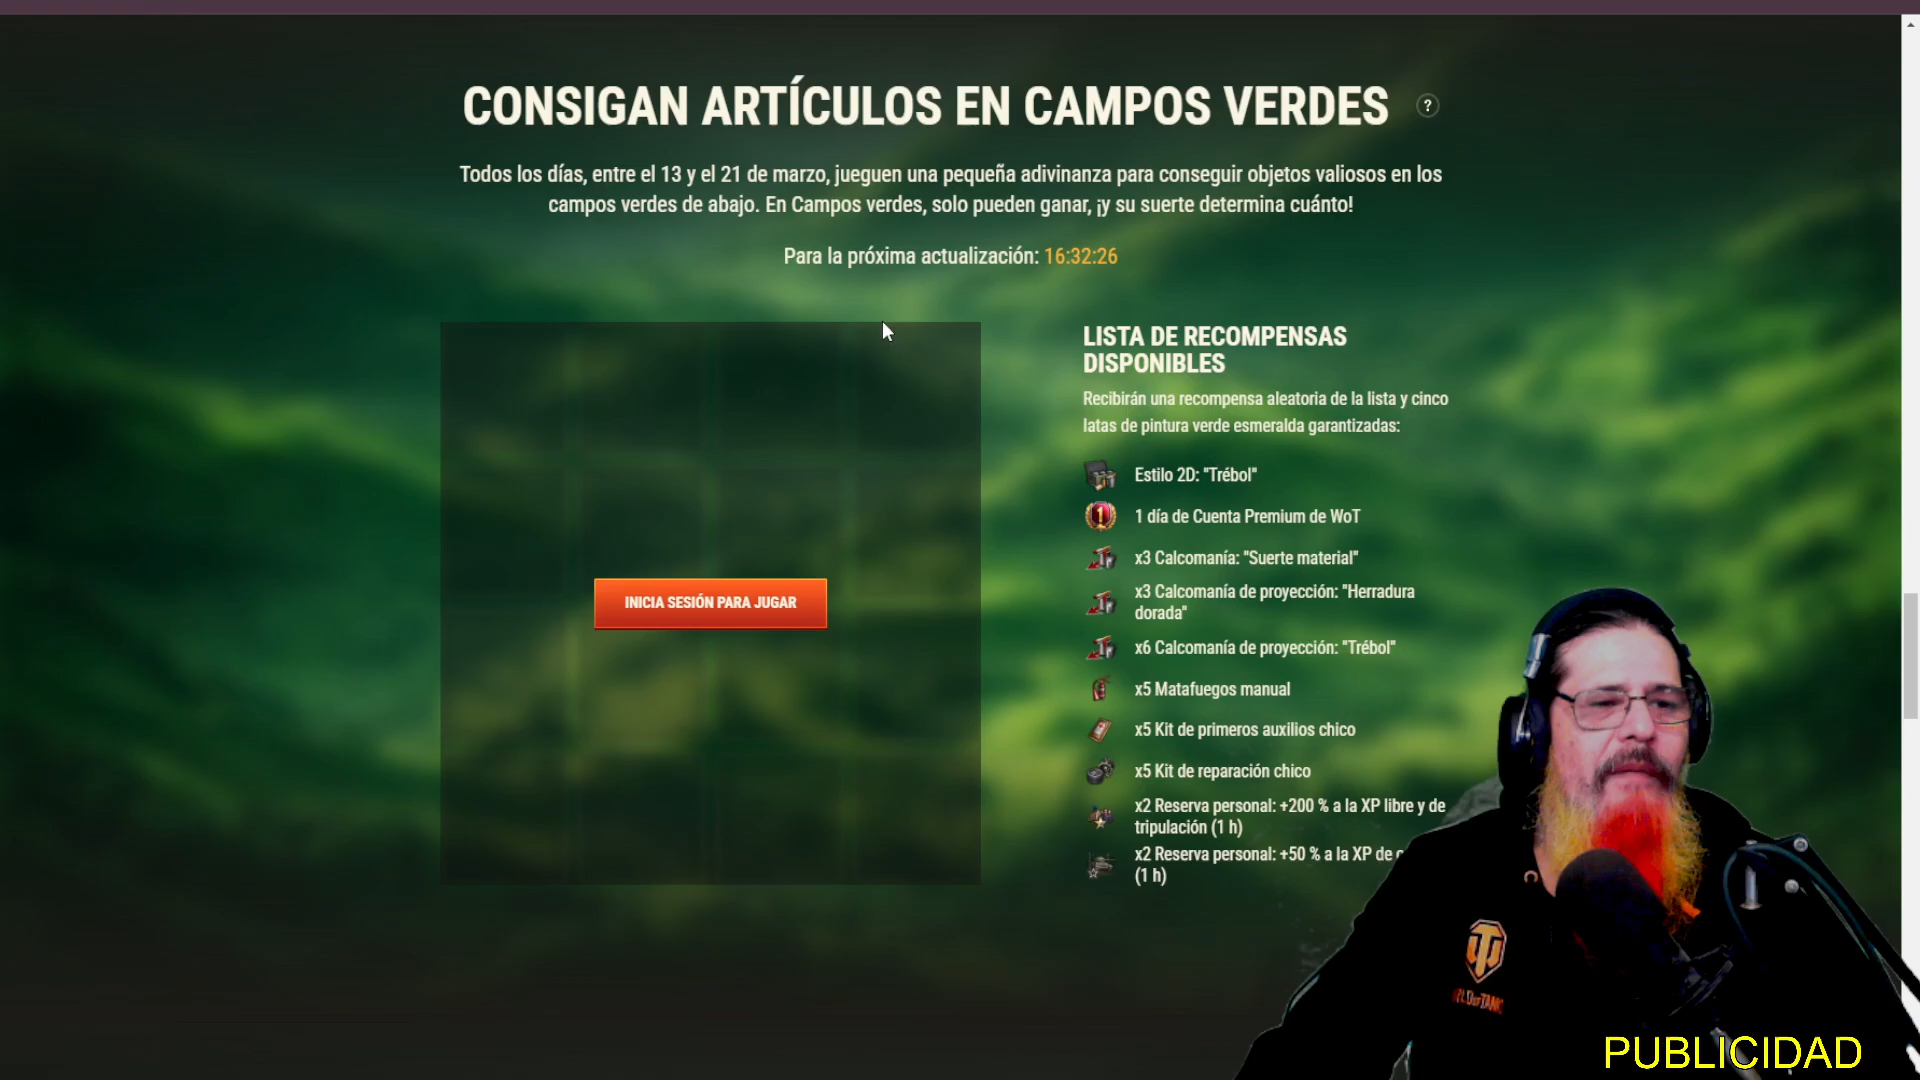 CONSIGAN ARTÍCULOS EN CAMPOS VERDES ?
Todos los días, entre el 13 y el 21 de marzo, jueguen una pequeña adivinanza para conseguir objetos valiosos en los
campos verdes de abajo. En Campos verdes, solo pueden ganar, ¡y su suerte determina cuánto!
Para la próxima actualización: 16:32:26
INICIA SESIÓN PARA JUGAR
LISTA DE RECOMPENSAS
DISPONIBLES
Recibirán una recompensa aleatoria de la lista y cinco
latas de pintura verde esmeralda garantizadas:
Estilo 2D: "Trébol"
1 día de Cuenta Premium de WoT
x3 Calcomanía: "Suerte material"
x3 Calcomanía de proyección: "Herradura
dorada"
x6 Calcomanía de proyección: "Trébol"
x5 Matafuegos manual
x5 Kit de primeros auxilios chico
x5 Kit de reparación chico
x2 Reserva personal: +200 % a la XP libre y de
tripulación (1 h)
x2 Reserva personal: +50 % a la XP de
(1 h)
PUBLICIDAD